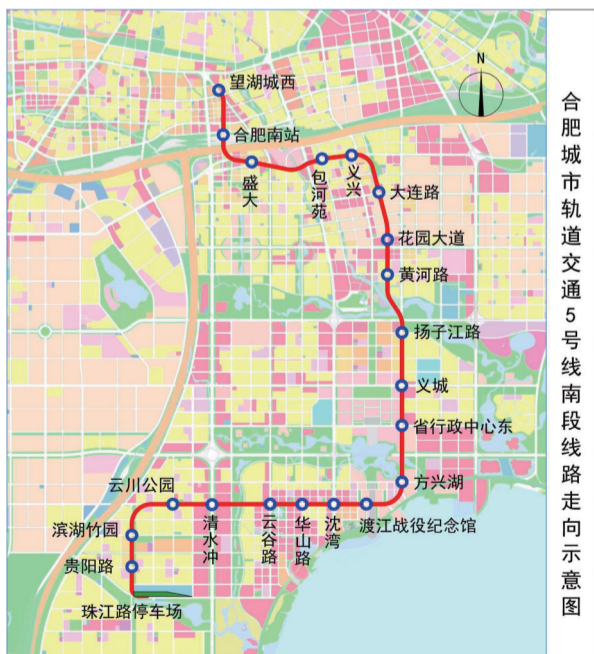 合肥城市轨道交通5号线南段线路走向示意图
N
望湖城西
合肥南站
盛大
包河苑
义兴
大连路
花园大道
黄河路
扬子江路
义城
省行政中心东
方兴湖
渡江战役纪念馆
沈湾
华山路
云谷路
清水冲
云川公园
滨湖竹园
贵阳路
珠江路停车场